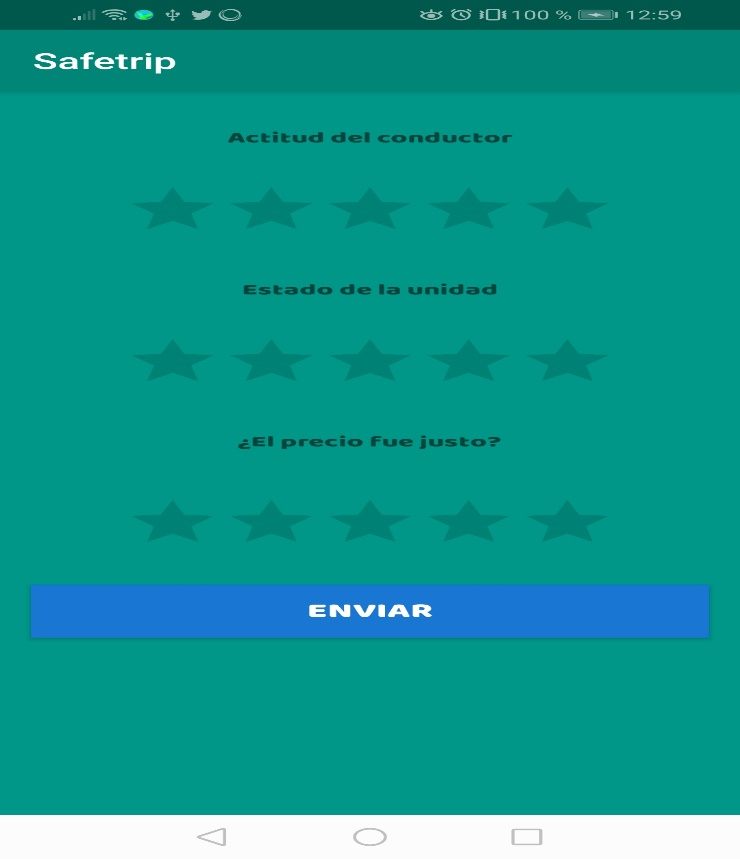 100 % 12:59
Safetrip
Actitud del conductor
Estado de la unidad
¿El precio fue justo?
ENVIAR